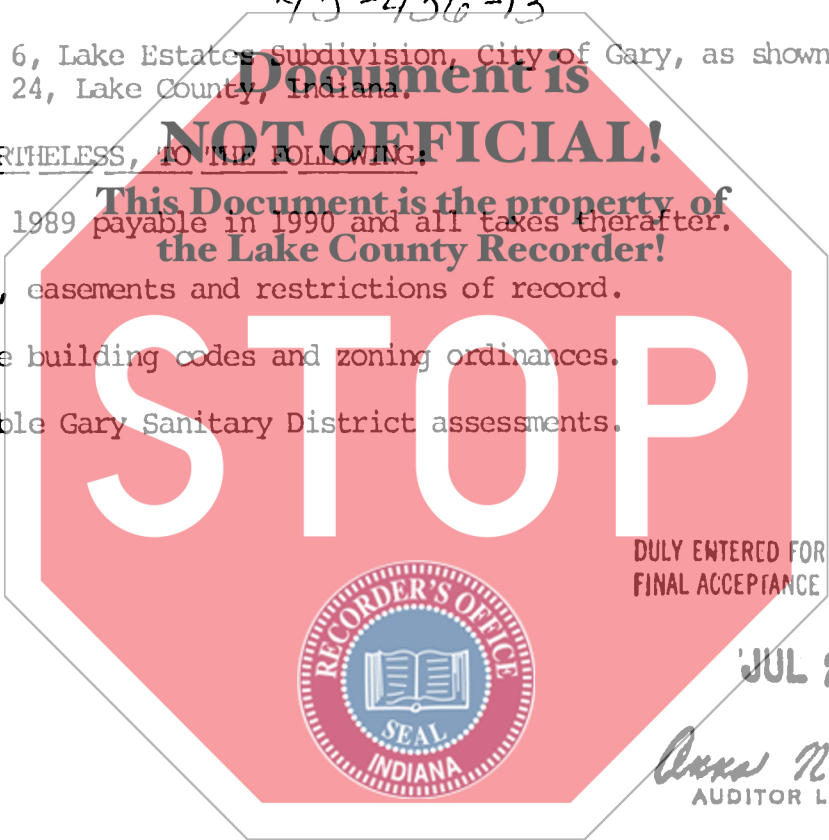 6, Lake Estates Subdivision, City of Gary, as shown
Document is
24, Lake County, Indiana.
NOT OFFICIAL!
RTHELESS, TO THE FOLLOWING:
This Document is the property of
1989 payable in 1990 and all taxes therafter.
the Lake County Recorder!
, easements and restrictions of record.
STOP
e building codes and zoning ordinances.
ble Gary Sanitary District assessments.
DULY ENTERED FOR
FINAL ACCEPTANCE
RECORDER'S OFFICE
SEAL
INDIANA
JUL
Anna N
AUDITOR L